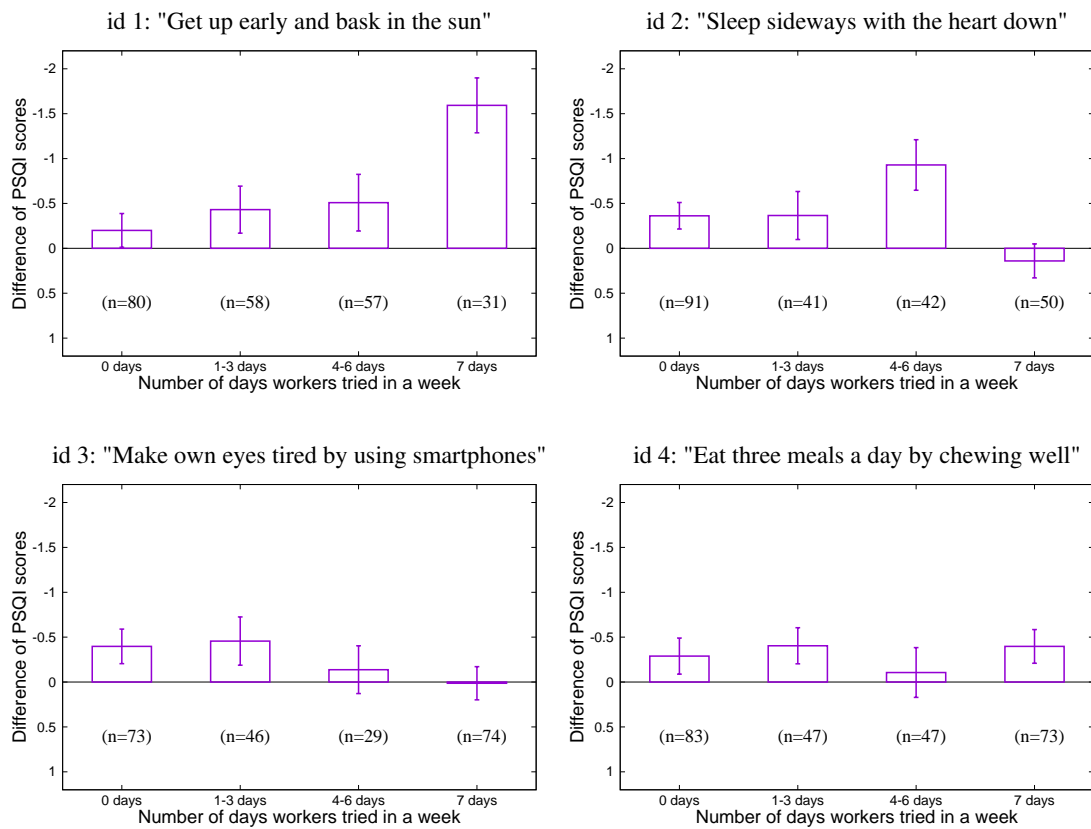 id 1: "Get up early and bask in the sun"
-2
-1.5
-1
-0.5
0
0.5
1
Difference of PSQI scores
(n=80) (n=58) (n=57) (n=31)
0 days 1-3 days 4-6 days 7 days
Number of days workers tried in a week
id 2: "Sleep sideways with the heart down"
-2
-1.5
-1
-0.5
0
0.5
1
Difference of PSQI scores
(n=91) (n=41) (n=42) (n=50)
0 days 1-3 days 4-6 days 7 days
Number of days workers tried in a week
id 3: "Make own eyes tired by using smartphones"
-2
-1.5
-1
-0.5
0
0.5
1
Difference of PSQI scores
(n=73) (n=46) (n=29) (n=74)
0 days 1-3 days 4-6 days 7 days
Number of days workers tried in a week
id 4: "Eat three meals a day by chewing well"
-2
-1.5
-1
-0.5
0
0.5
1
Difference of PSQI scores
(n=83) (n=47) (n=47) (n=73)
0 days 1-3 days 4-6 days 7 days
Number of days workers tried in a week